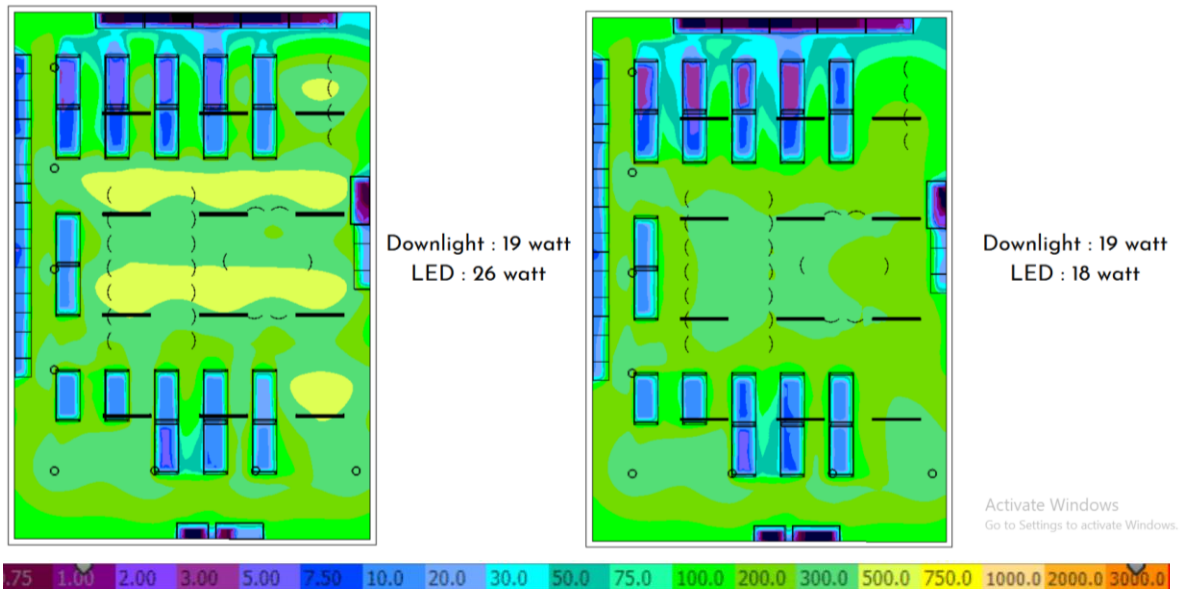 Downlight : 19 watt
LED : 26 watt
Downlight : 19 watt
LED : 18 watt
Activate Windows
Go to Settings to activate Windows.
.75 1.00 2.00 3.00 5.00 7.50 10.0 20.0 30.0 50.0 75.0 100.0 200.0 300.0 500.0 750.0 1000.0 2000.0 3000.0